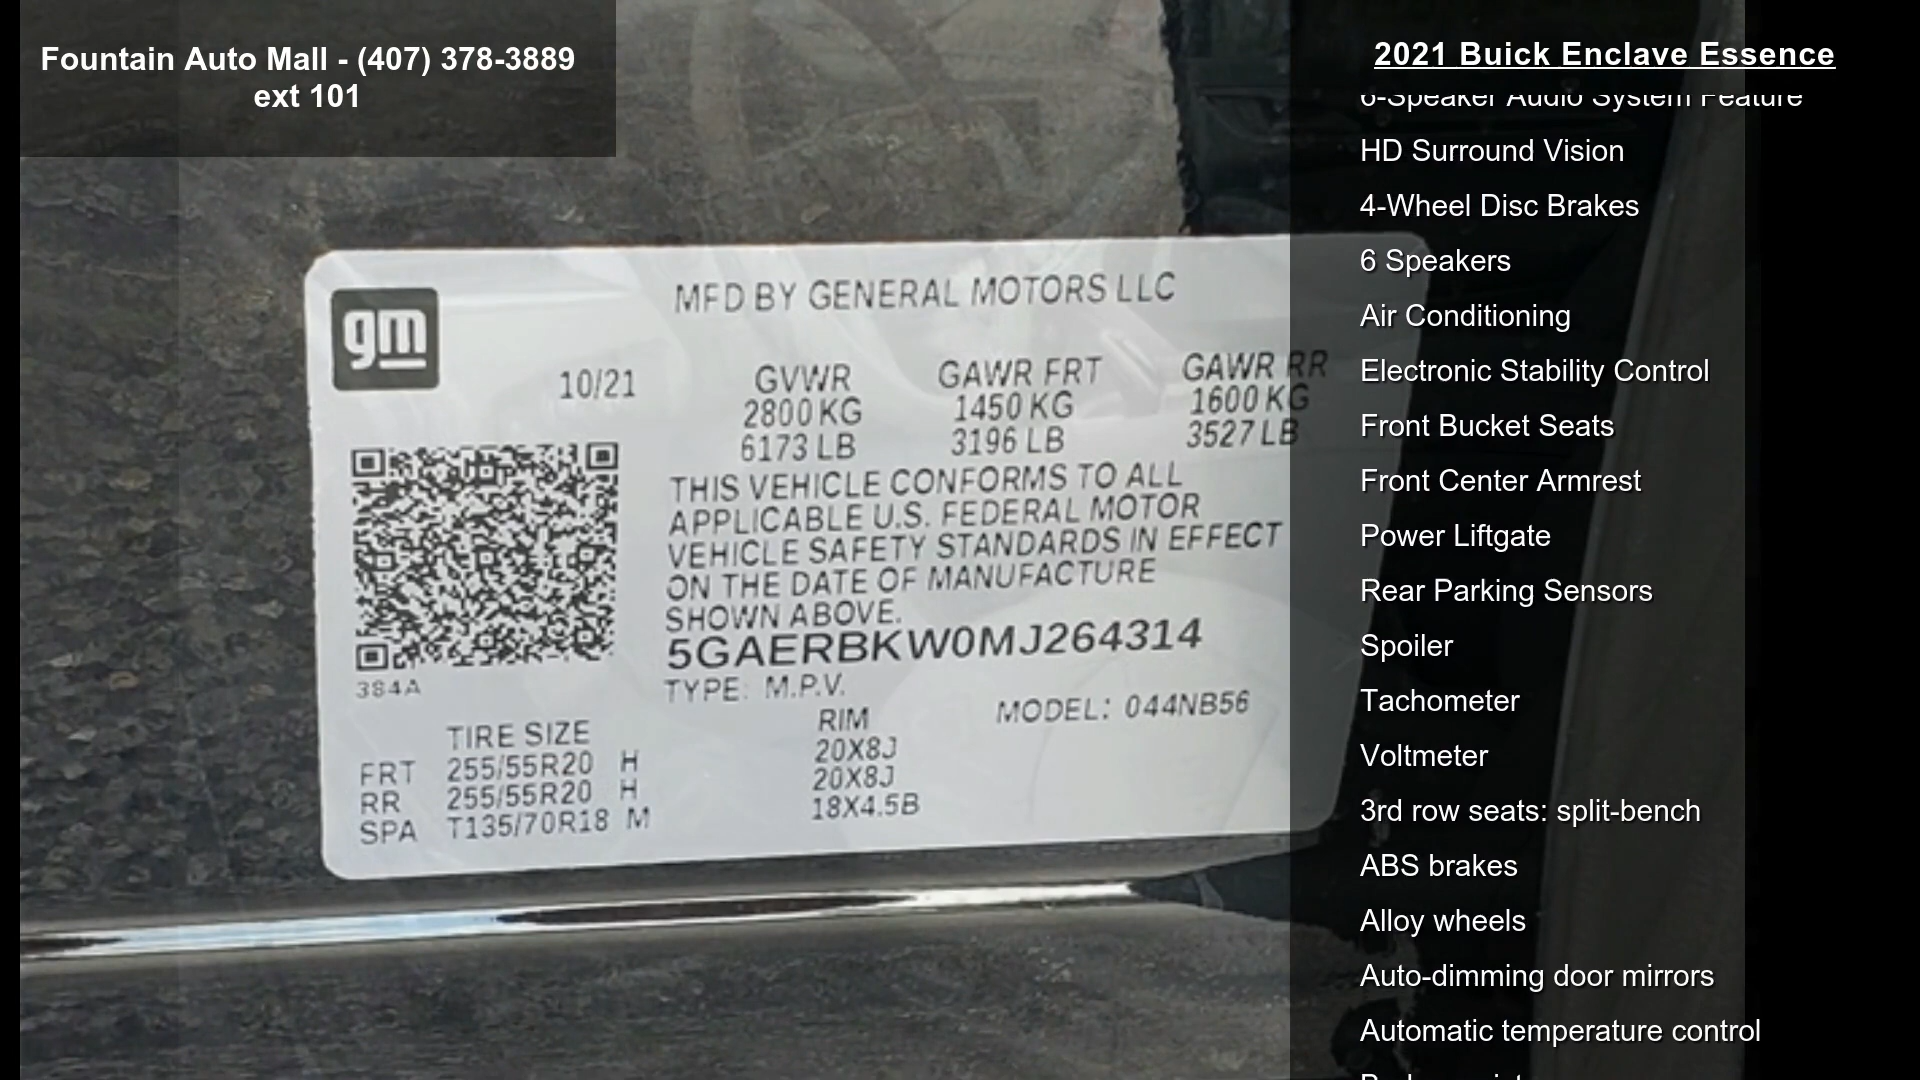 Fountain Auto Mall - (407) 378-3889
ext 101
gm
MFD BY GENERAL MOTORS LLC
10/21
GVWR GAWR FRT GAWR RR
2800 KG 1450 KG 1600 KG
6173 LB 3196 LB 3527 LB
THIS VEHICLE CONFORMS TO ALL
APPLICABLE U.S. FEDERAL MOTOR
VEHICLE SAFETY STANDARDS IN EFFECT
ON THE DATE OF MANUFACTURE
SHOWN ABOVE.
5GAERBKW0MJ264314
384A
TYPE: M.P.V.
MODEL: 044NB56
TIRE SIZE RIM
FRT 255/55R20 H 20X8J
RR 255/55R20 H 20X8J
SPA T135/70R18 M 18X4.5B
2021 Buick Enclave Essence
6-Speaker Audio System Feature
HD Surround Vision
4-Wheel Disc Brakes
6 Speakers
Air Conditioning
Electronic Stability Control
Front Bucket Seats
Front Center Armrest
Power Liftgate
Rear Parking Sensors
Spoiler
Tachometer
Voltmeter
3rd row seats: split-bench
ABS brakes
Alloy wheels
Auto-dimming door mirrors
Automatic temperature control